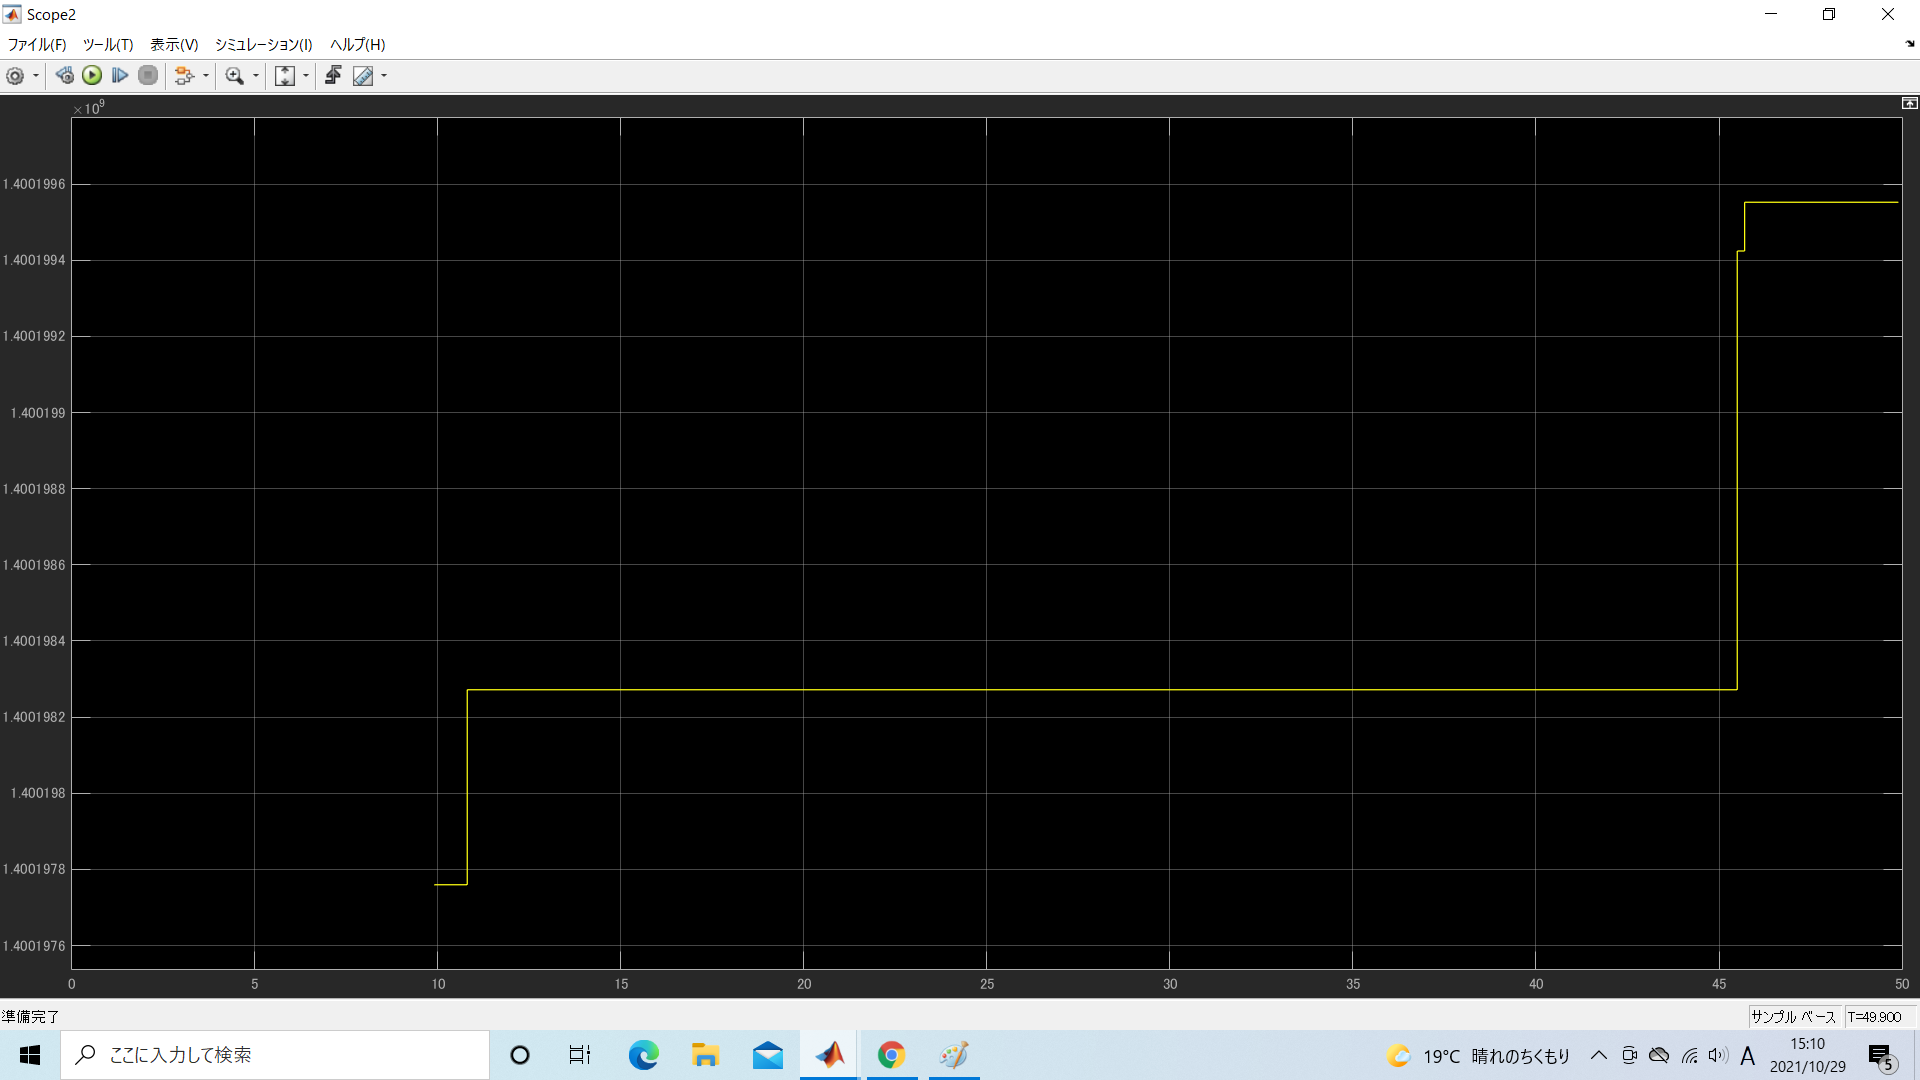 Scope2
ファイル(F) ツール(T) 表示(V) シミュレーション(I) ヘルプ(H)
×10⁹
1.4001996
1.4001994
1.4001992
1.400199
1.4001988
1.4001986
1.4001984
1.4001982
1.400198
1.4001978
1.4001976
0 5 10 15 20 25 30 35 40 45 50
準備完了 サンプル ベース T=49.900
ここに入力して検索 19°C 晴れのちくもり A 15:10
2021/10/29 5